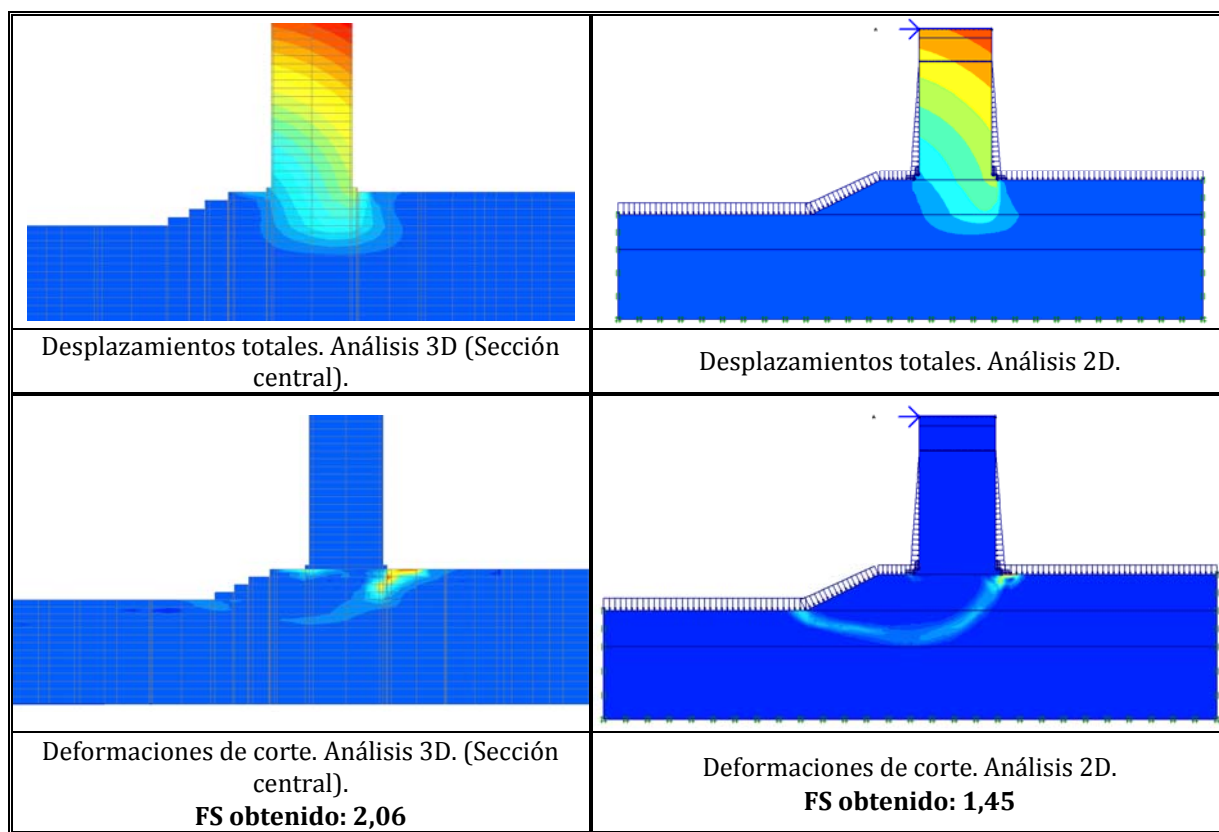 Desplazamientos totales. Análisis 3D (Sección
central).
Desplazamientos totales. Análisis 2D.
Deformaciones de corte. Análisis 3D. (Sección
central).
FS obtenido: 2,06
Deformaciones de corte. Análisis 2D.
FS obtenido: 1,45